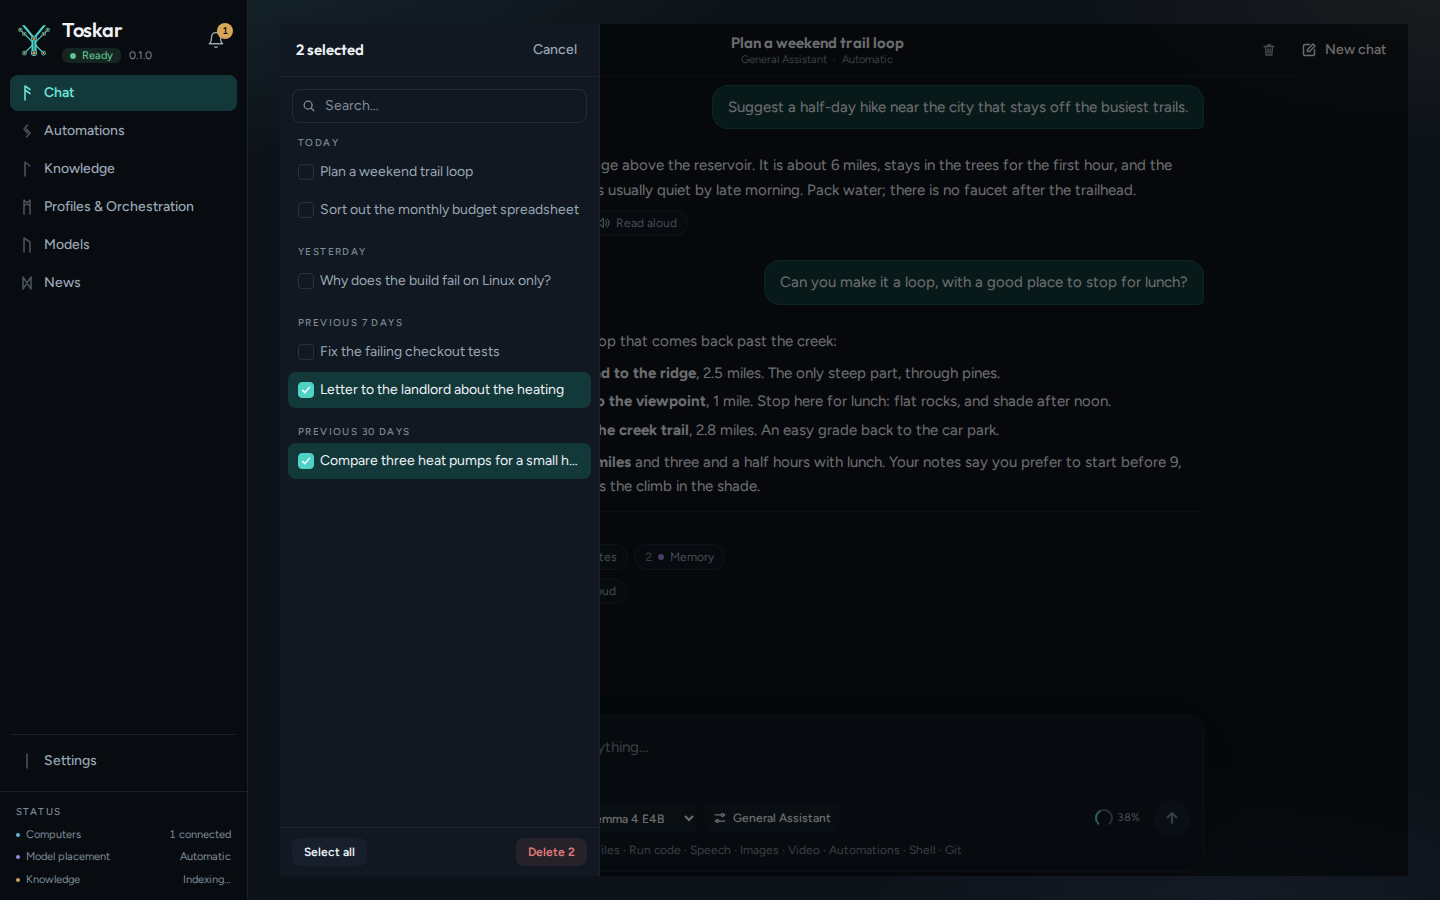 Toskar
Ready 0.1.0
1
Chat
Automations
Knowledge
Profiles & Orchestration
Models
News
Settings
STATUS
Computers 1 connected
Model placement Automatic
Knowledge Indexing...
2 selected Cancel
Search...
TODAY
Plan a weekend trail loop
Sort out the monthly budget spreadsheet
YESTERDAY
Why does the build fail on Linux only?
PREVIOUS 7 DAYS
Fix the failing checkout tests
Letter to the landlord about the heating
PREVIOUS 30 DAYS
Compare three heat pumps for a small h...
Select all Delete 2
Plan a weekend trail loop
General Assistant · Automatic
New chat
Suggest a half-day hike near the city that stays off the busiest trails.
ge above the reservoir. It is about 6 miles, stays in the trees for the first hour, and the
s usually quiet by late morning. Pack water; there is no faucet after the trailhead.
Read aloud
Can you make it a loop, with a good place to stop for lunch?
op that comes back past the creek:
d to the ridge, 2.5 miles. The only steep part, through pines.
the viewpoint, 1 mile. Stop here for lunch: flat rocks, and shade after noon.
he creek trail, 2.8 miles. An easy grade back to the car park.
miles and three and a half hours with lunch. Your notes say you prefer to start before 9,
s the climb in the shade.
tes 2 Memory
ud
ything...
emma 4 E4B General Assistant 38%
iles · Run code · Speech · Images · Video · Automations · Shell · Git